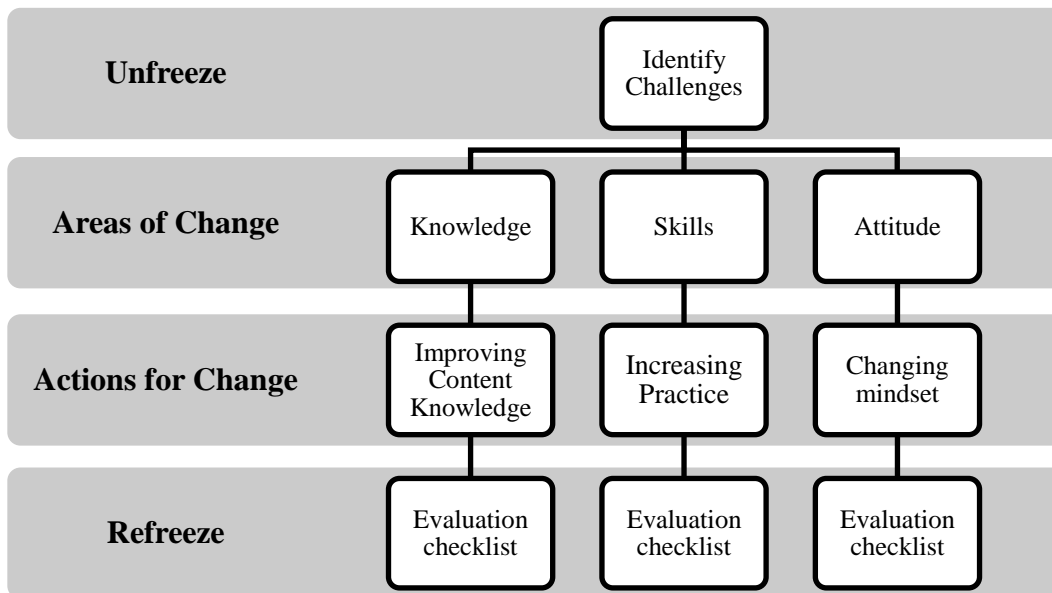 Unfreeze
Identify
Challenges
Areas of Change
Knowledge
Skills
Attitude
Actions for Change
Improving
Content
Knowledge
Increasing
Practice
Changing
mindset
Refreeze
Evaluation
checklist
Evaluation
checklist
Evaluation
checklist